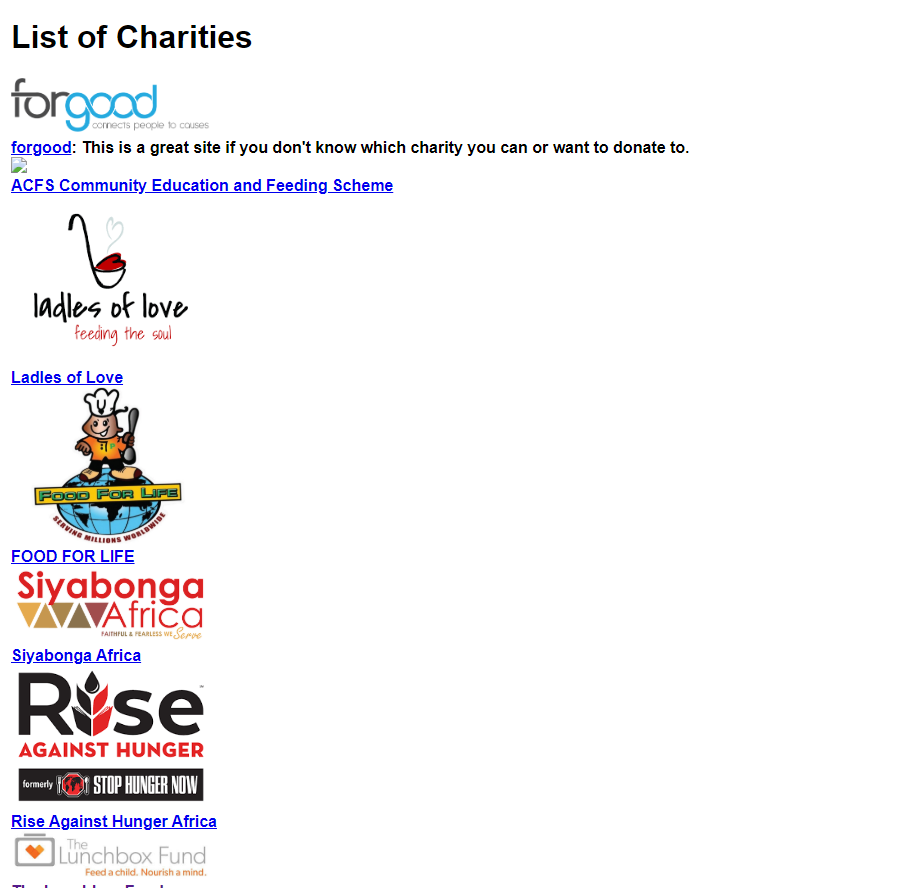 List of Charities
forgood
connects people to causes
forgood: This is a great site if you don't know which charity you can or want to donate to.
ACFS Community Education and Feeding Scheme
ladles of love
feeding the soul
Ladles of Love
FOOD FOR LIFE
SERVING MILLIONS WORLDWIDE
FOOD FOR LIFE
Siyabonga
Africa
FAITHFUL & FEARLESS WE Serve
Siyabonga Africa
Rise
AGAINST HUNGER
formerly STOP HUNGER NOW
Rise Against Hunger Africa
The
Lunchbox Fund
Feed a child. Nourish a mind.